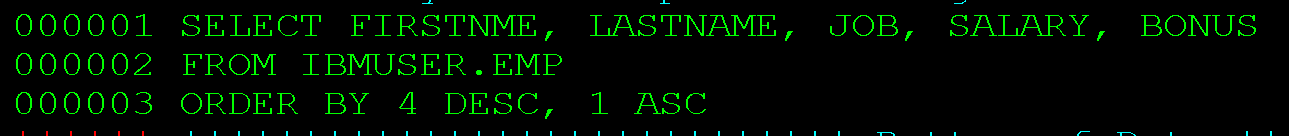 000001 SELECT FIRSTNME, LASTNAME, JOB, SALARY, BONUS
000002 FROM IBMUSER.EMP
000003 ORDER BY 4 DESC, 1 ASC